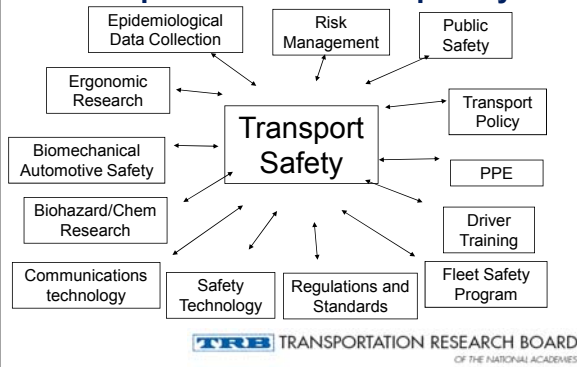 Epidemiological
Data Collection
Risk
Management
Public
Safety
Ergonomic
Research
Transport
Policy
Transport
Safety
Biomechanical
Automotive Safety
PPE
Biohazard/Chem
Research
Driver
Training
Communications
technology
Safety
Technology
Regulations and
Standards
Fleet Safety
Program
TRB TRANSPORTATION RESEARCH BOARD
OF THE NATIONAL ACADEMIES